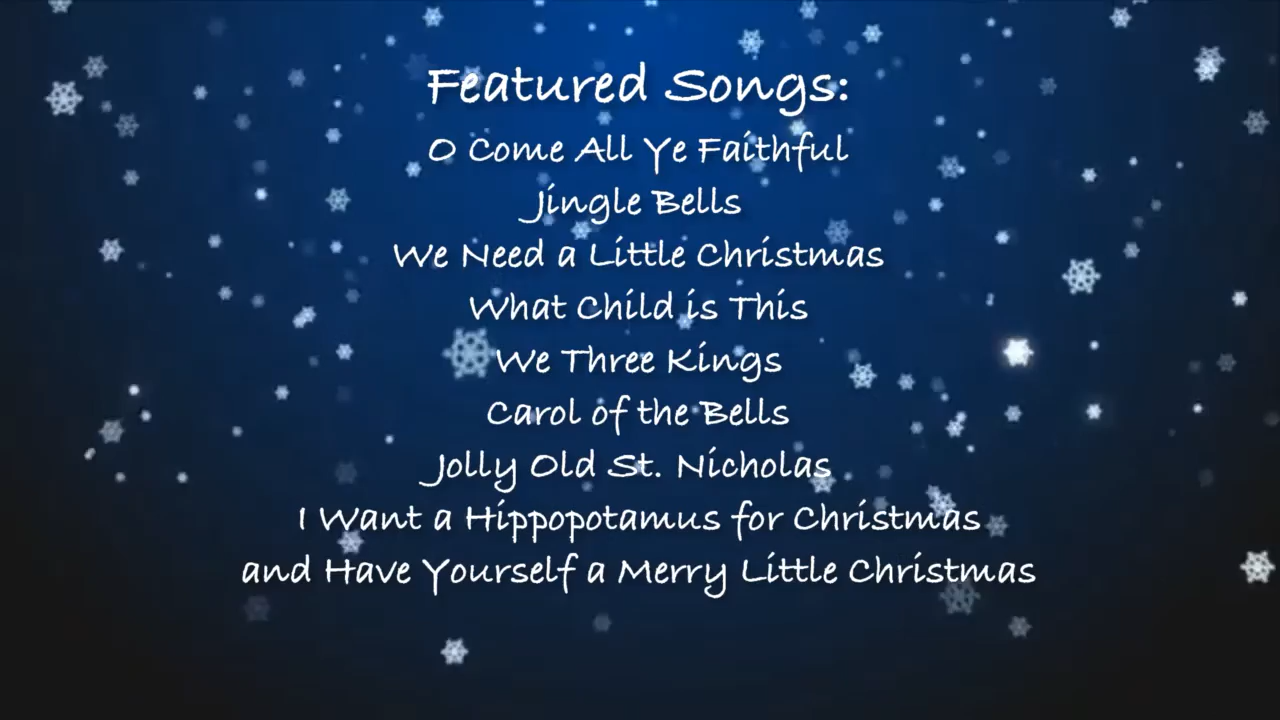 Featured Songs:
O Come All Ye Faithful
Jingle Bells
We Need a Little Christmas
What Child is This
We Three Kings
Carol of the Bells
Jolly Old St. Nicholas
I Want a Hippopotamus for Christmas
and Have Yourself a Merry Little Christmas